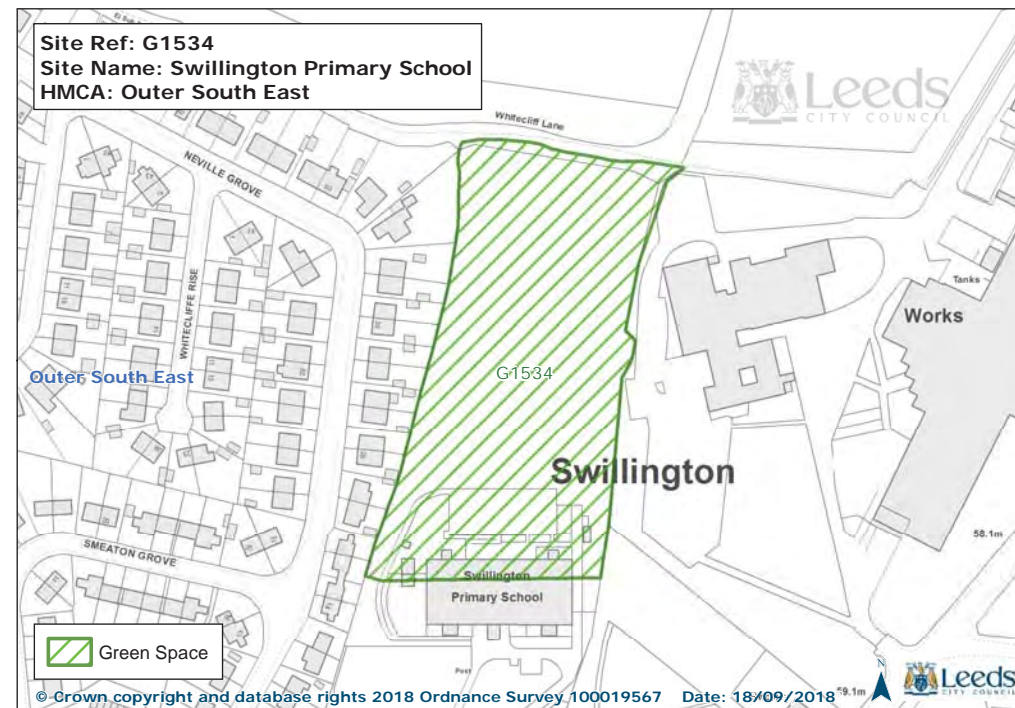 Site Ref: G1534
Site Name: Swillington Primary School
HMCA: Outer South East
Leeds
CITY COUNCIL
Whitecliff Lane
NEVILLE GROVE
WHITECLIFFE RISE
Tanks
Works
Outer South East
G1534
Swillington
58.1m
SMEATON GROVE
Swillington
Primary School
Green Space
Post
© Crown copyright and database rights 2018 Ordnance Survey 100019567 Date: 18/09/2018
59.1m
N
Leeds
CITY COUNCIL